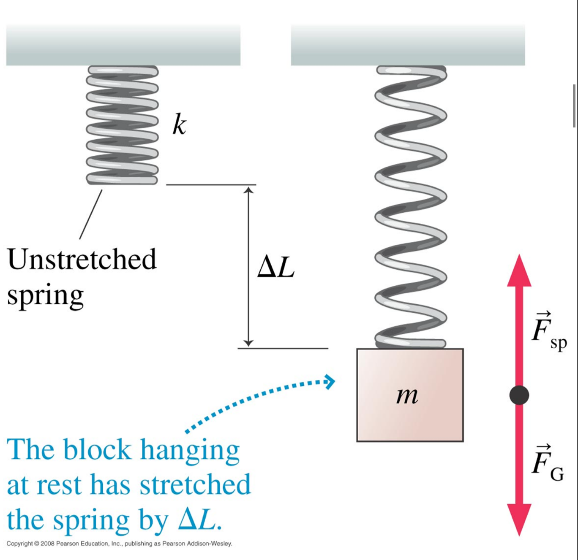 k
Unstretched
spring
ΔL
F⃗sp
m
F⃗G
The block hanging
at rest has stretched
the spring by ΔL.
Copyright © 2008 Pearson Education, Inc., publishing as Pearson Addison-Wesley.